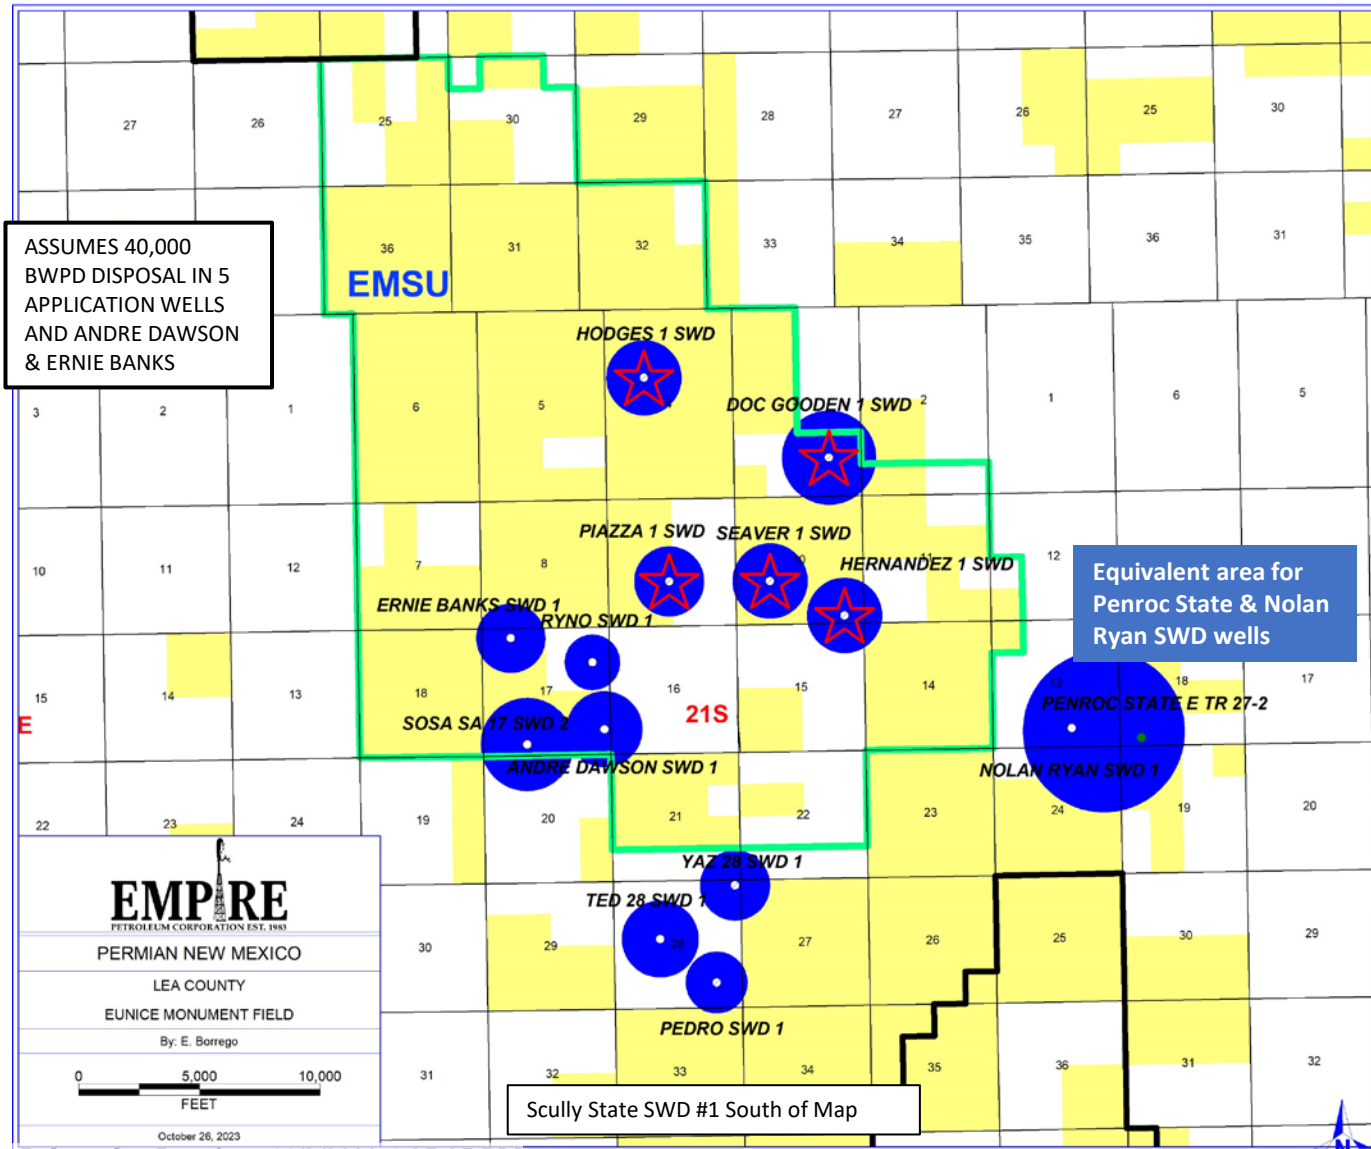 27
26
25
30
29
28
27
26
25
30
36
31
32
33
34
35
36
31
ASSUMES 40,000
BWPD DISPOSAL IN 5
APPLICATION WELLS
AND ANDRE DAWSON
& ERNIE BANKS
EMSU
HODGES 1 SWD
DOC GOODEN 1 SWD
3
2
1
6
5
4
2
1
6
5
PIAZZA 1 SWD
SEAVER 1 SWD
HERNANDEZ 1 SWD
10
11
12
7
8
10
11
12
Equivalent area for
Penroc State & Nolan
Ryan SWD wells
ERNIE BANKS SWD 1
RYNO SWD 1
15
14
13
18
17
16
15
14
13
18
17
E
21S
SOSA SA 17 SWD 2
PENROC STATE E TR 27-2
ANDRE DAWSON SWD 1
NOLAN RYAN SWD 1
22
23
24
19
20
21
22
23
24
19
20
YAZ 28 SWD 1
TED 28 SWD 1
EMPIRE
PETROLEUM CORPORATION EST. 1983
30
29
28
27
26
25
30
29
PERMIAN NEW MEXICO
LEA COUNTY
EUNICE MONUMENT FIELD
By: E. Borrego
PEDRO SWD 1
31
32
33
34
35
36
31
32
0 5,000 10,000
FEET
October 26, 2023
Scully State SWD #1 South of Map
N